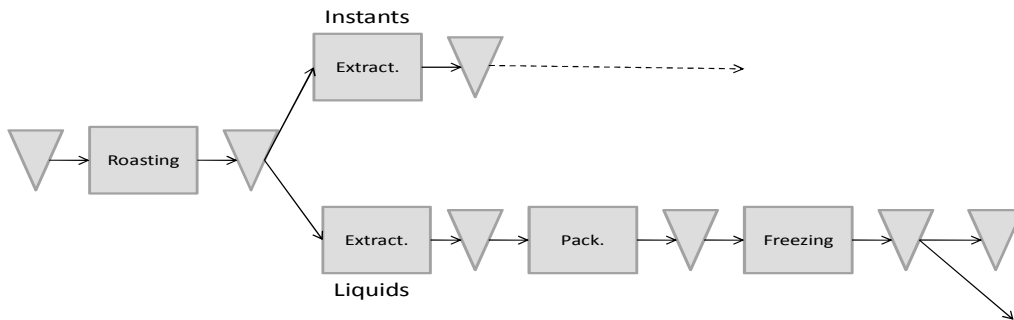 Instants
Extract.
Roasting
Extract.
Pack.
Freezing
Liquids